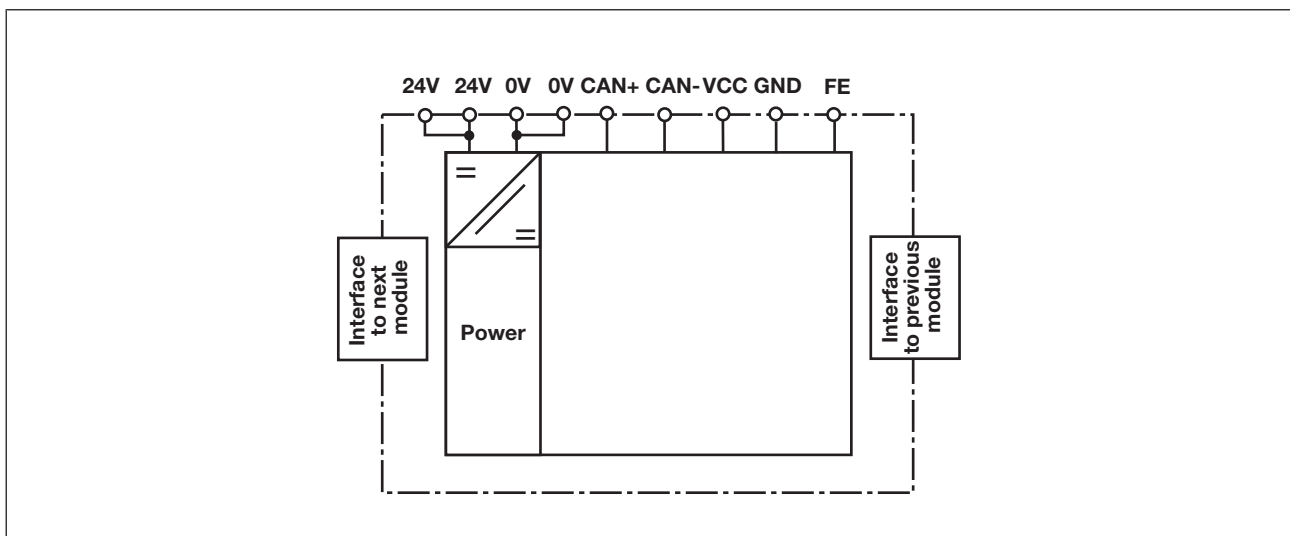 24V 24V 0V 0V CAN+ CAN- VCC GND FE
Interface
to next
module
Power
Interface
to previous
module